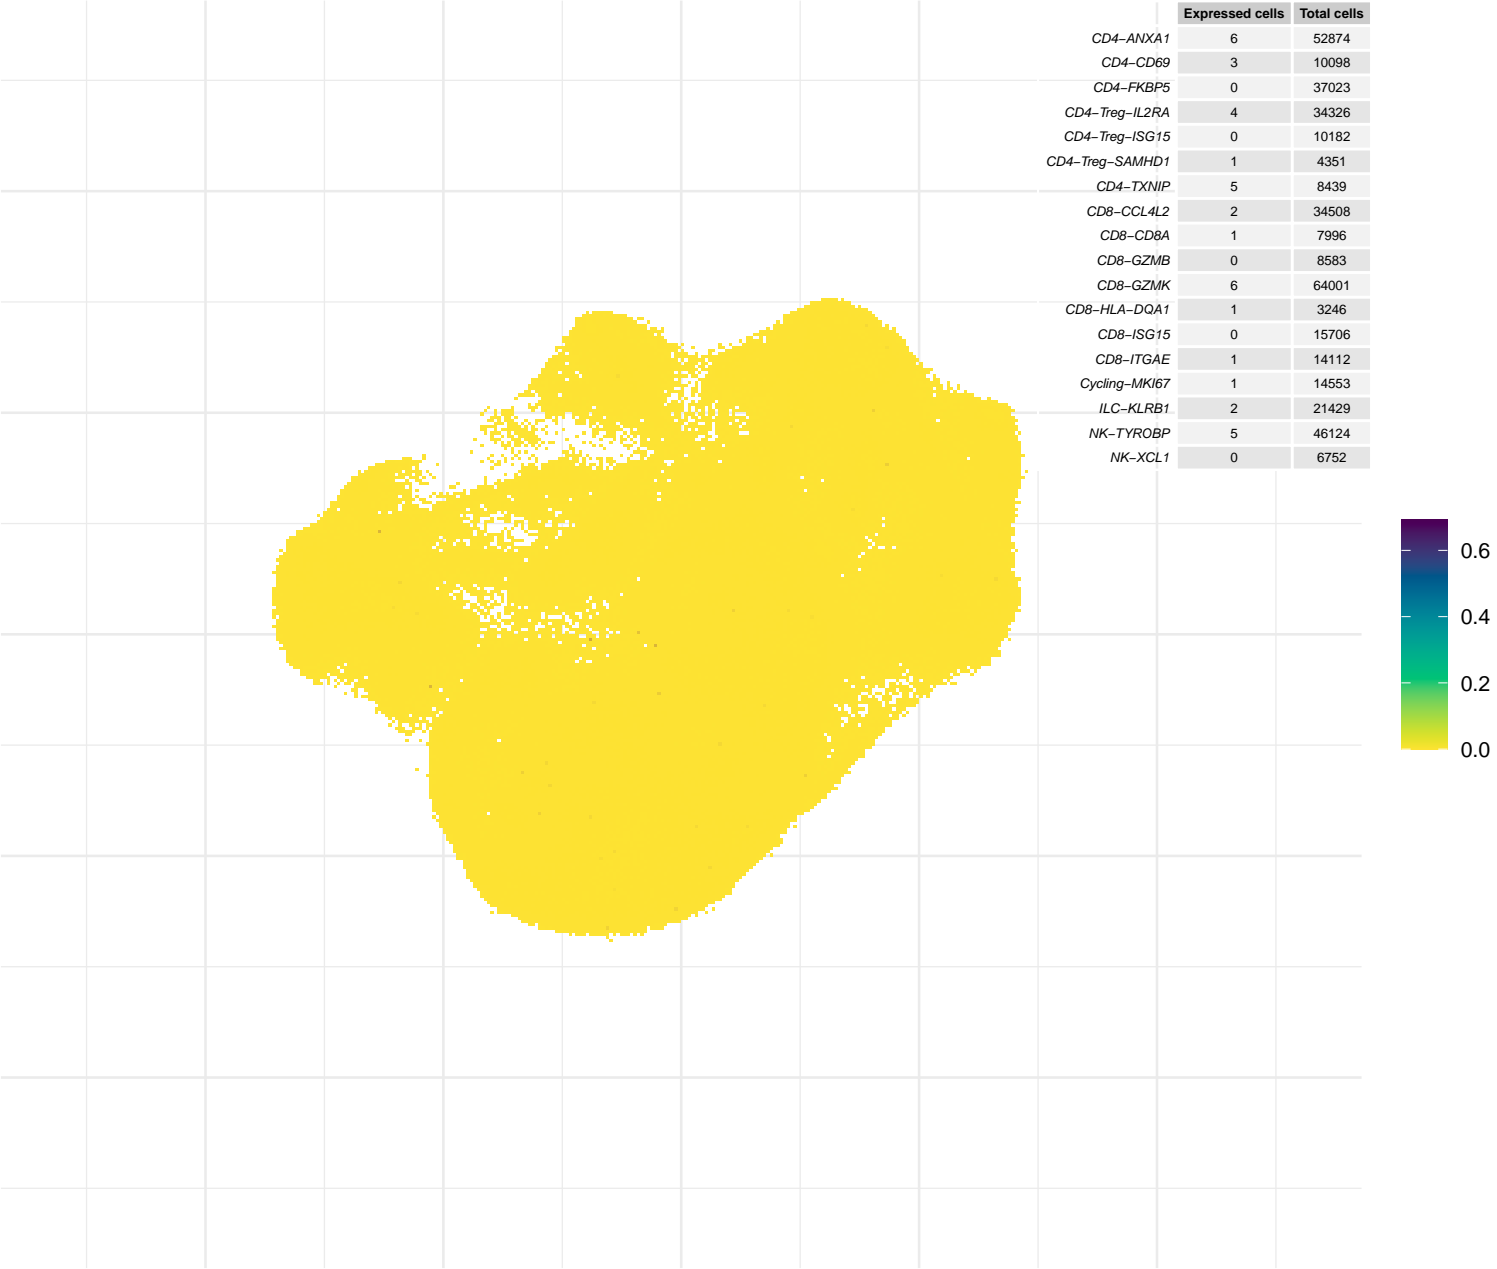 Expressed cells Total cells
CD4−ANXA1 6 52874
CD4−CD69 3 10098
CD4−FKBP5 0 37023
CD4−Treg−IL2RA 4 34326
CD4−Treg−ISG15 0 10182
CD4−Treg−SAMHD1 1 4351
CD4−TXNIP 5 8439
CD8−CCL4L2 2 34508
CD8−CD8A 1 7996
CD8−GZMB 0 8583
CD8−GZMK 6 64001
CD8−HLA−DQA1 1 3246
CD8−ISG15 0 15706
CD8−ITGAE 1 14112
Cycling−MKI67 1 14553
ILC−KLRB1 2 21429
NK−TYROBP 5 46124
NK−XCL1 0 6752
0.6
0.4
0.2
0.0